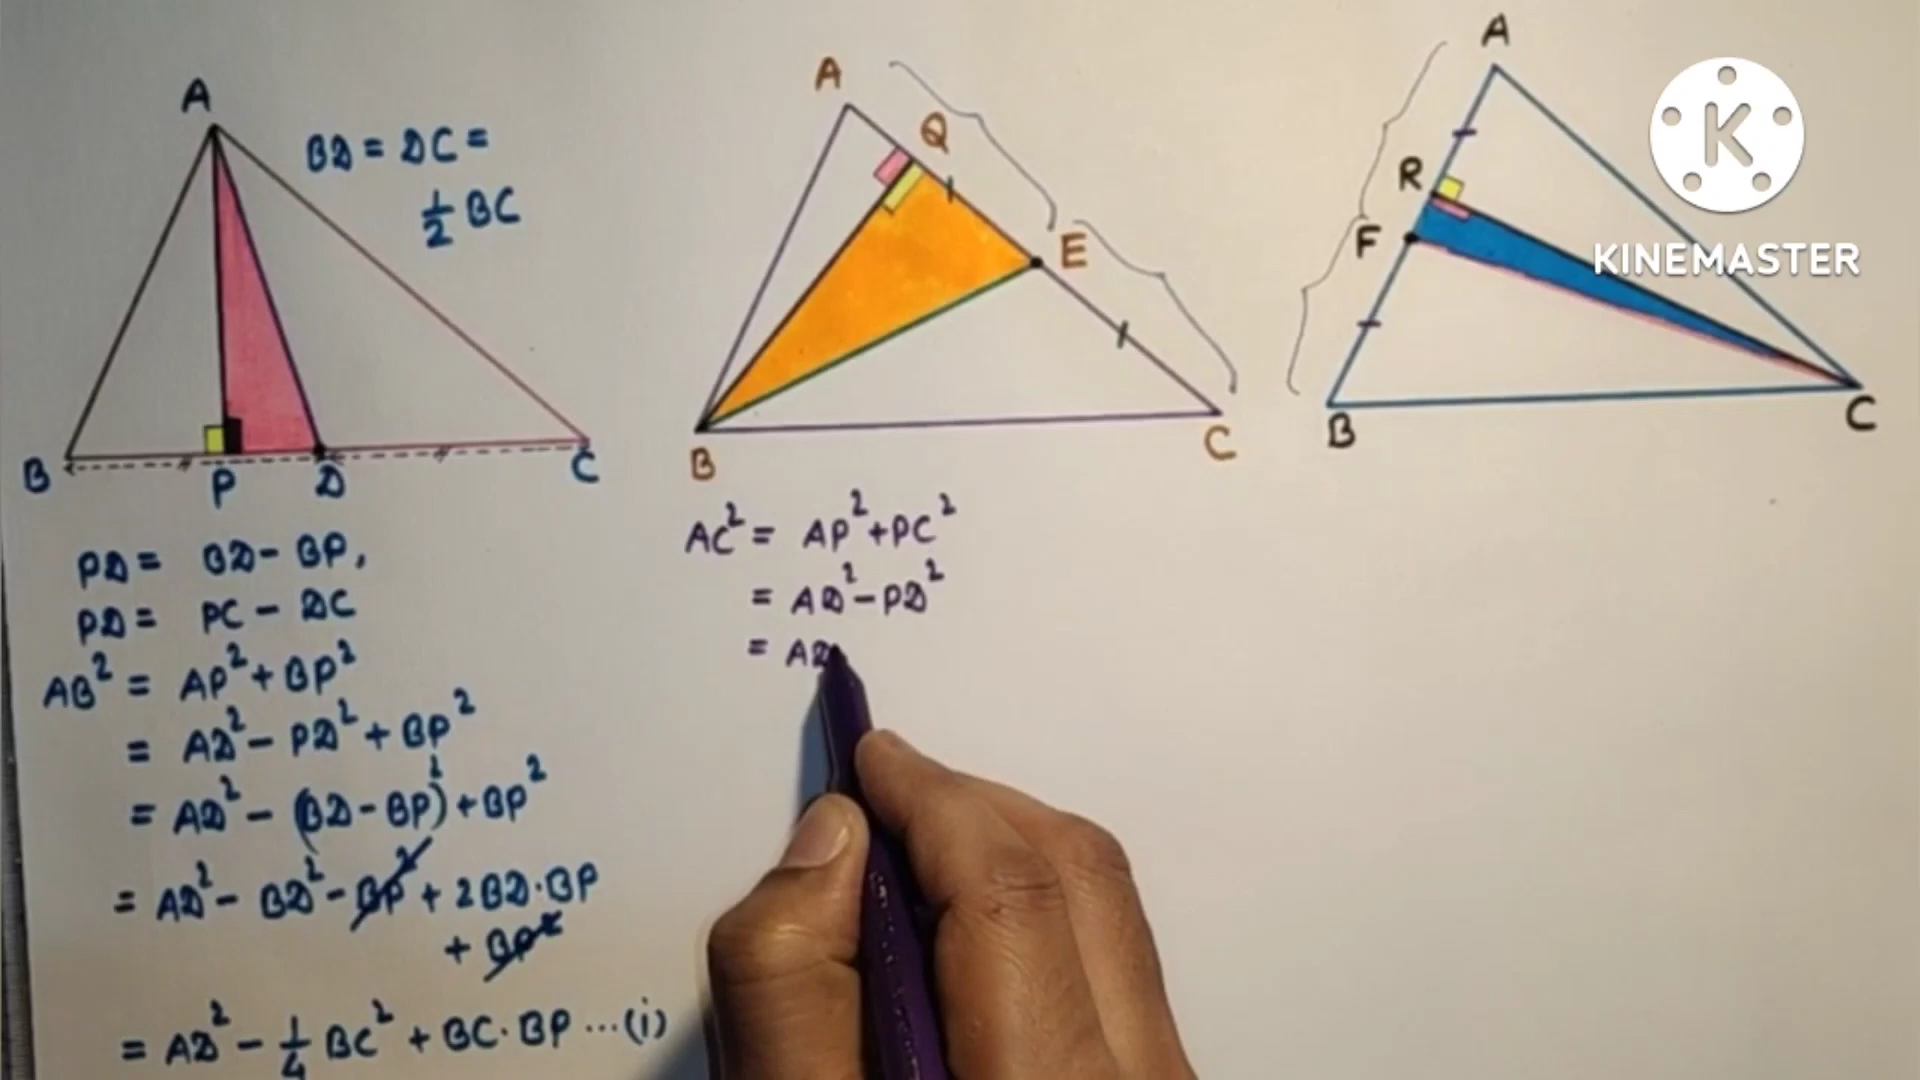 A
BD = DC =
½ BC
B
P
D
C
PD = BD - BP,
PD = PC - DC
AB² = AP² + BP²
= AD² - PD² + BP²
= AD² - (BD - BP)² + BP²
= AD² - BD² - BP² + 2BD·BP
+ BP²
= AD² - ¼ BC² + BC·BP ...(i)
A
Q
E
B
C
AC² = AP² + PC²
= AD² - PD²
= AD
A
R
F
B
C
K
KINEMASTER